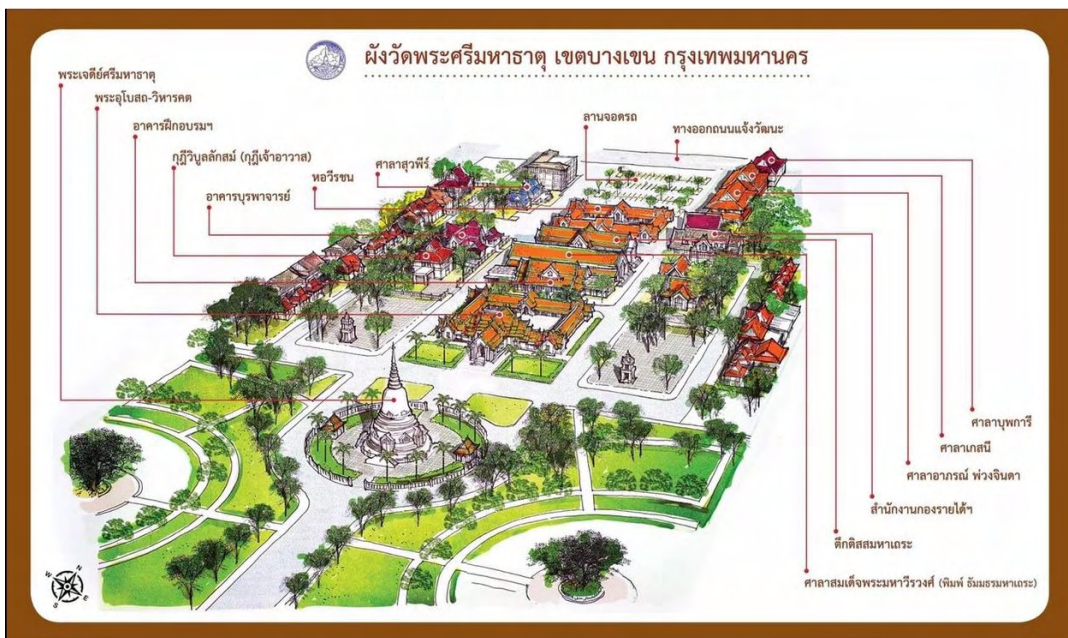 ผังวัดพระศรีมหาธาตุ เขตบางเขน กรุงเทพมหานคร
พระเจดีย์ศรีมหาธาตุ
พระอุโบสถ-วิหารคต
อาคารฝึกอบรมฯ
กุฎีวิบูลลักสม์ (กุฎีเจ้าอาวาส)
อาคารบุรพาจารย์
หอวีรชน
ศาลาสุวพีร์
ลานจอดรถ
ทางออกถนนแจ้งวัฒนะ
ศาลาบุพการี
ศาลาเกสนี
ศาลาอาภรณ์ พ่วงจินดา
สำนักงานกองรายได้ฯ
ตึกติสสมหาเถระ
ศาลาสมเด็จพระมหาวีรวงศ์ (พิมพ์ ธัมมธรมหาเถระ)
W N
S E